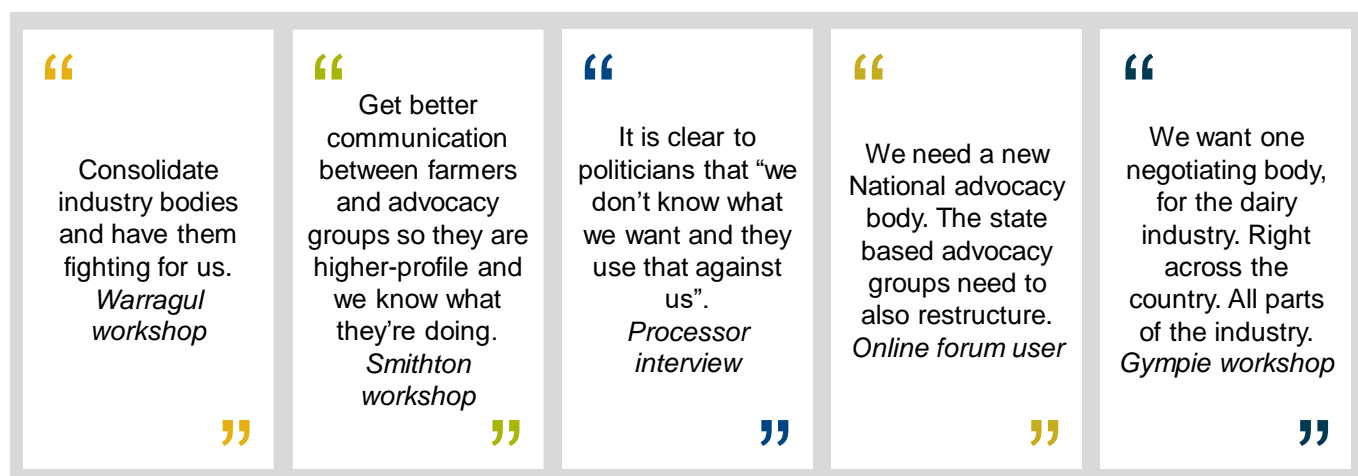 “
Consolidate
industry bodies
and have them
fighting for us.
Warragul
workshop
”
“
Get better
communication
between farmers
and advocacy
groups so they are
higher-profile and
we know what
they’re doing.
Smithton
workshop
”
“
It is clear to
politicians that “we
don’t know what
we want and they
use that against
us”.
Processor
interview
”
“
We need a new
National advocacy
body. The state
based advocacy
groups need to
also restructure.
Online forum user
”
“
We want one
negotiating body,
for the dairy
industry. Right
across the
country. All parts
of the industry.
Gympie workshop
”